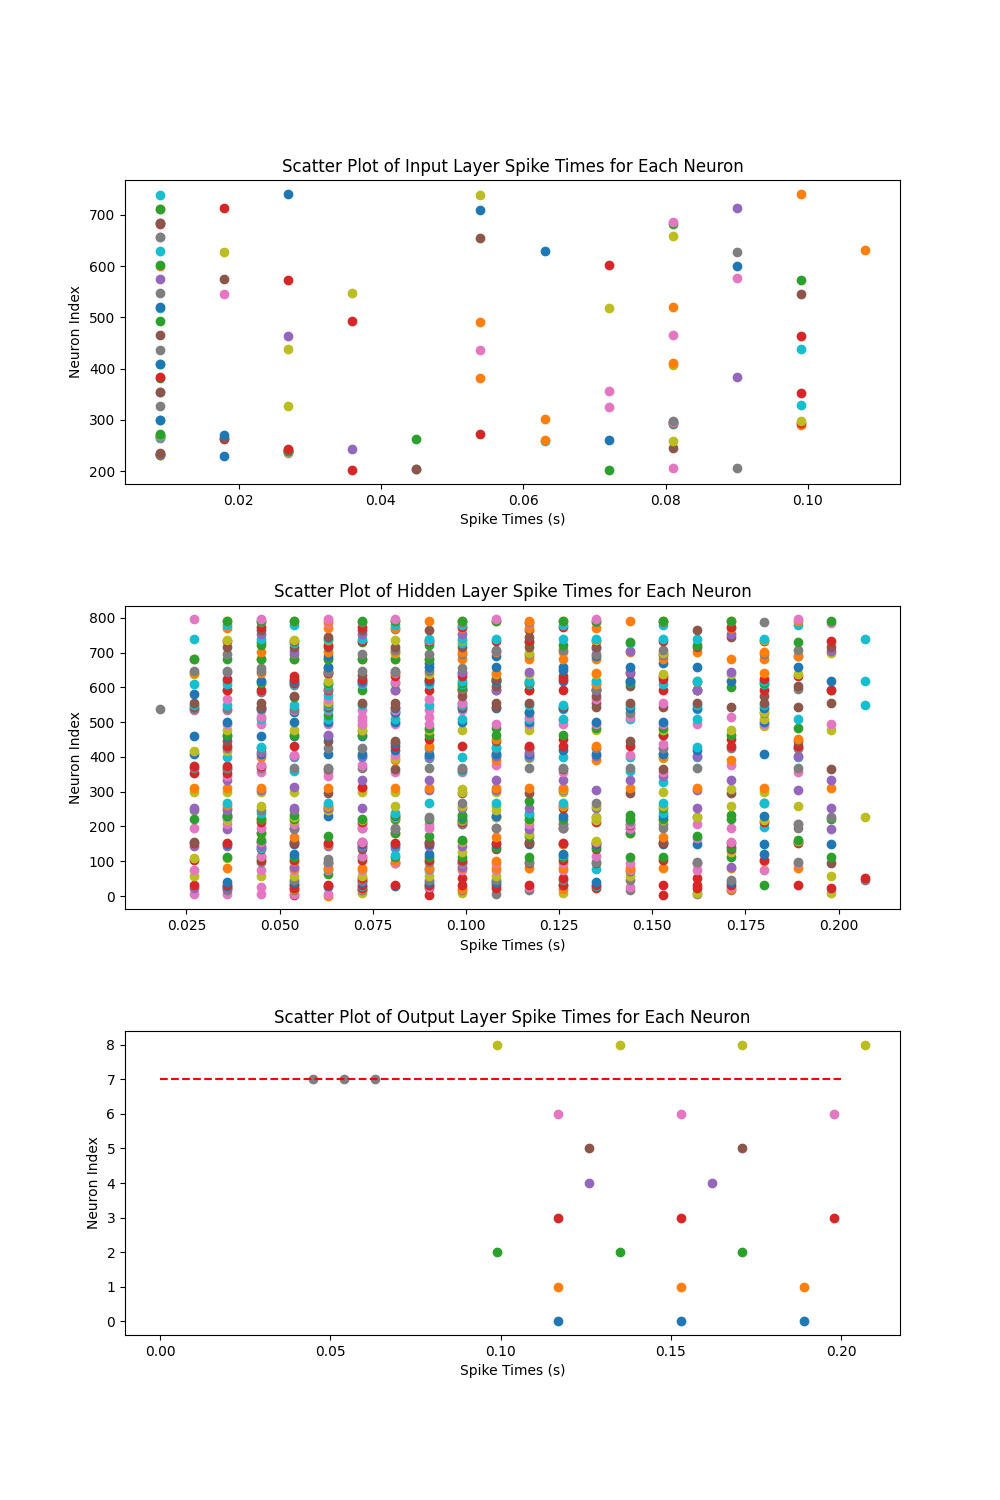 Scatter Plot of Input Layer Spike Times for Each Neuron
700
600
500
400
300
200
Neuron Index
0.02 0.04 0.06 0.08 0.10
Spike Times (s)
Scatter Plot of Hidden Layer Spike Times for Each Neuron
800
700
600
500
400
300
200
100
0
Neuron Index
0.025 0.050 0.075 0.100 0.125 0.150 0.175 0.200
Spike Times (s)
Scatter Plot of Output Layer Spike Times for Each Neuron
8
7
6
5
4
3
2
1
0
Neuron Index
0.00 0.05 0.10 0.15 0.20
Spike Times (s)